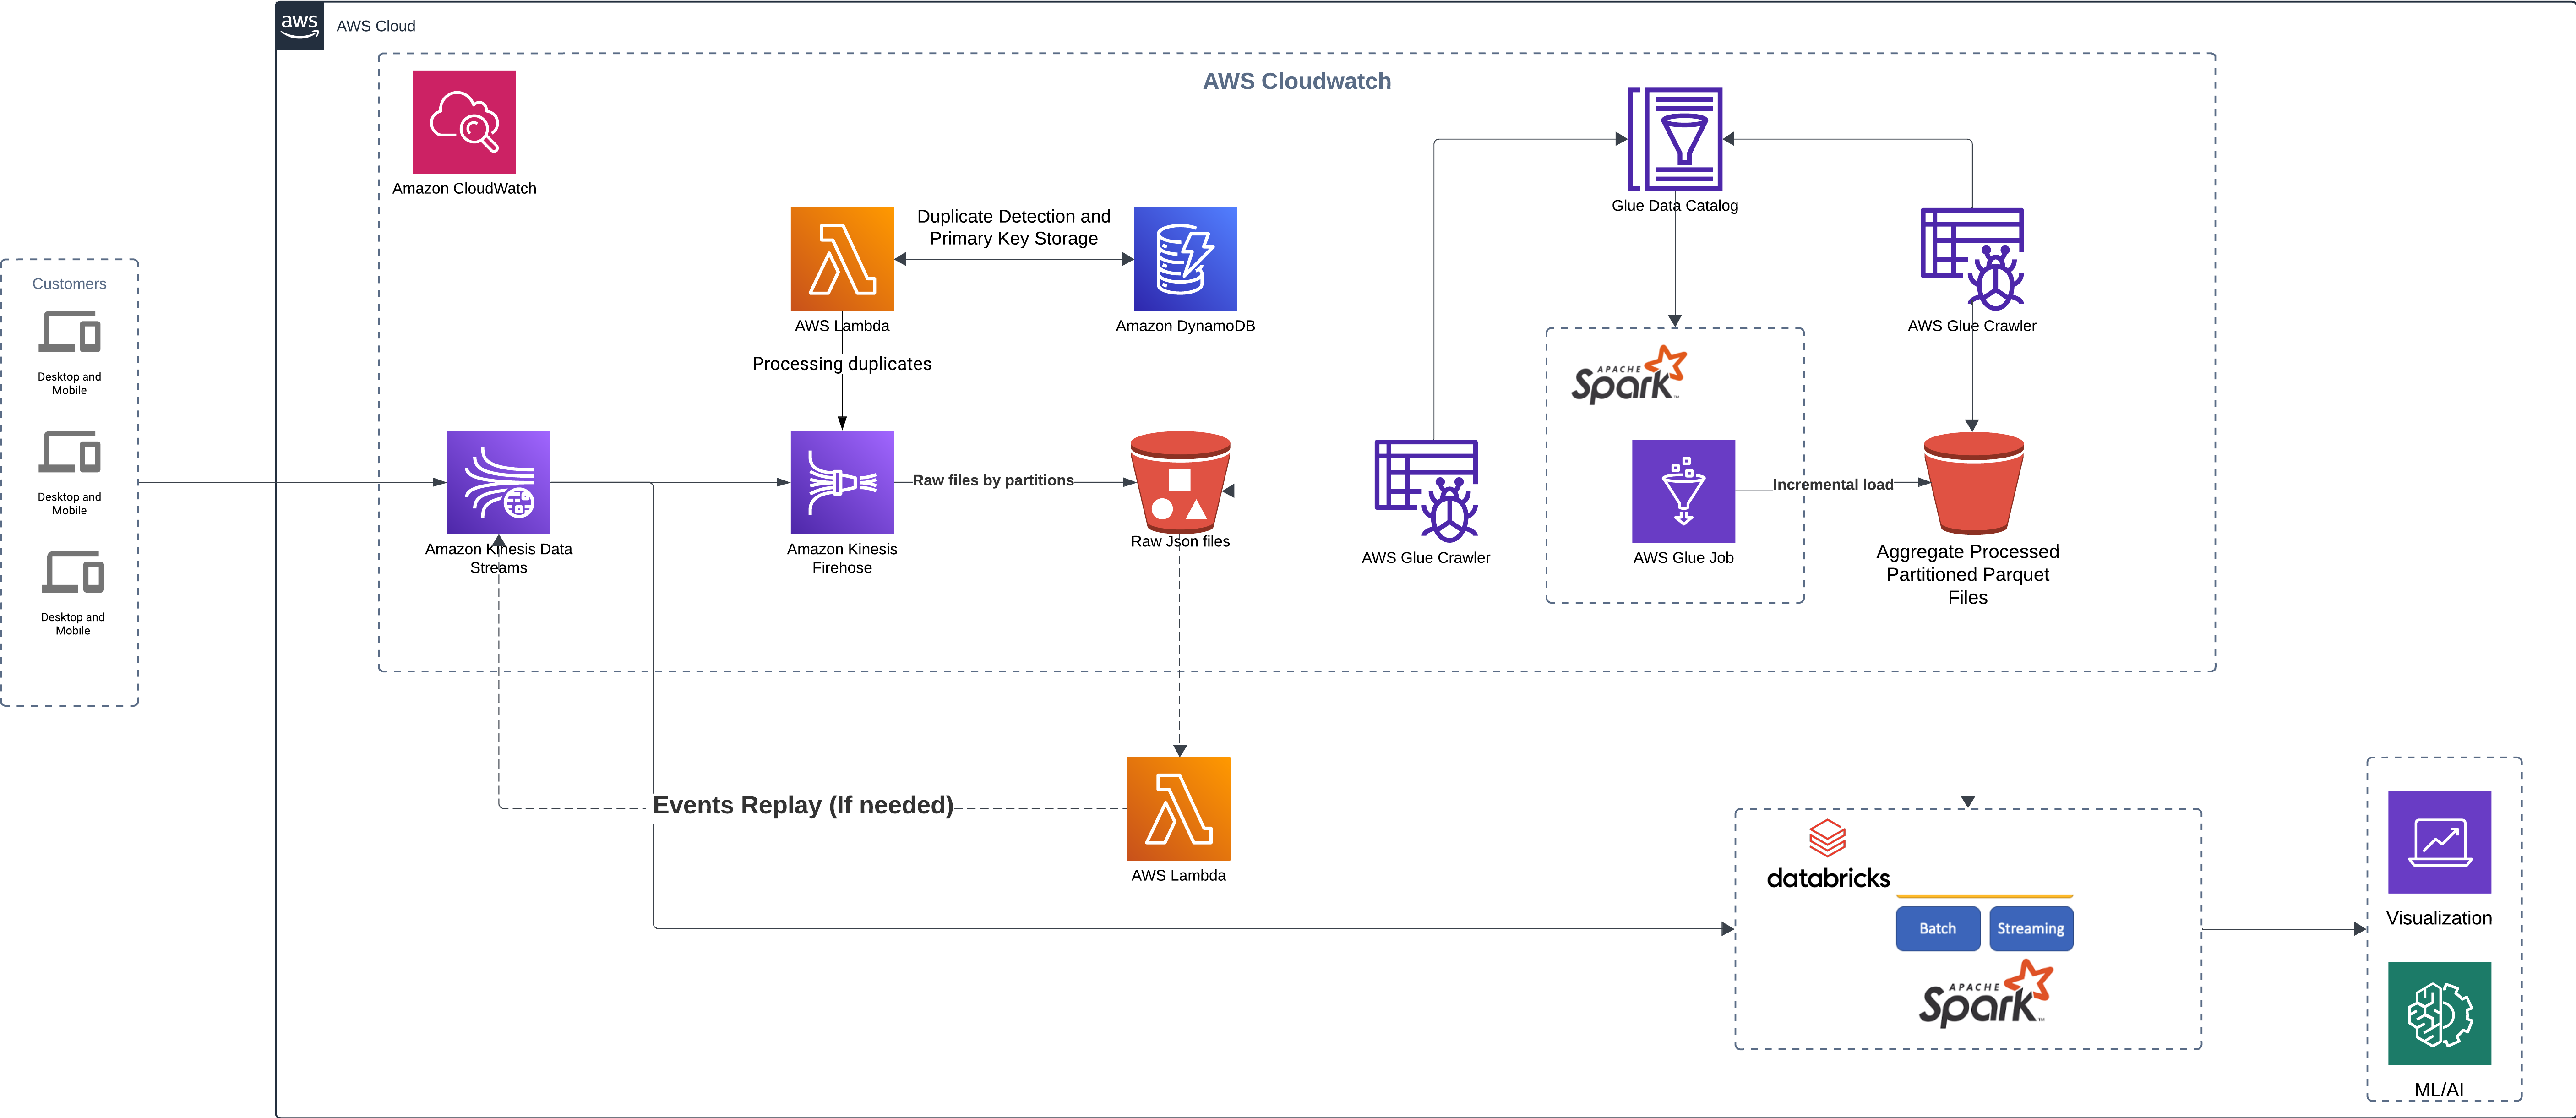 aws
AWS Cloud
AWS Cloudwatch
Amazon CloudWatch
Glue Data Catalog
Duplicate Detection and
Primary Key Storage
Customers
AWS Lambda
Amazon DynamoDB
AWS Glue Crawler
Desktop and
Mobile
Processing duplicates
APACHE
Spark
TM
Desktop and
Mobile
Raw files by partitions
Incremental load
Amazon Kinesis Data
Streams
Amazon Kinesis
Firehose
Raw Json files
AWS Glue Crawler
AWS Glue Job
Aggregate Processed
Partitioned Parquet
Files
Desktop and
Mobile
Events Replay (If needed)
AWS Lambda
databricks
Batch
Streaming
APACHE
Spark
TM
Visualization
ML/AI